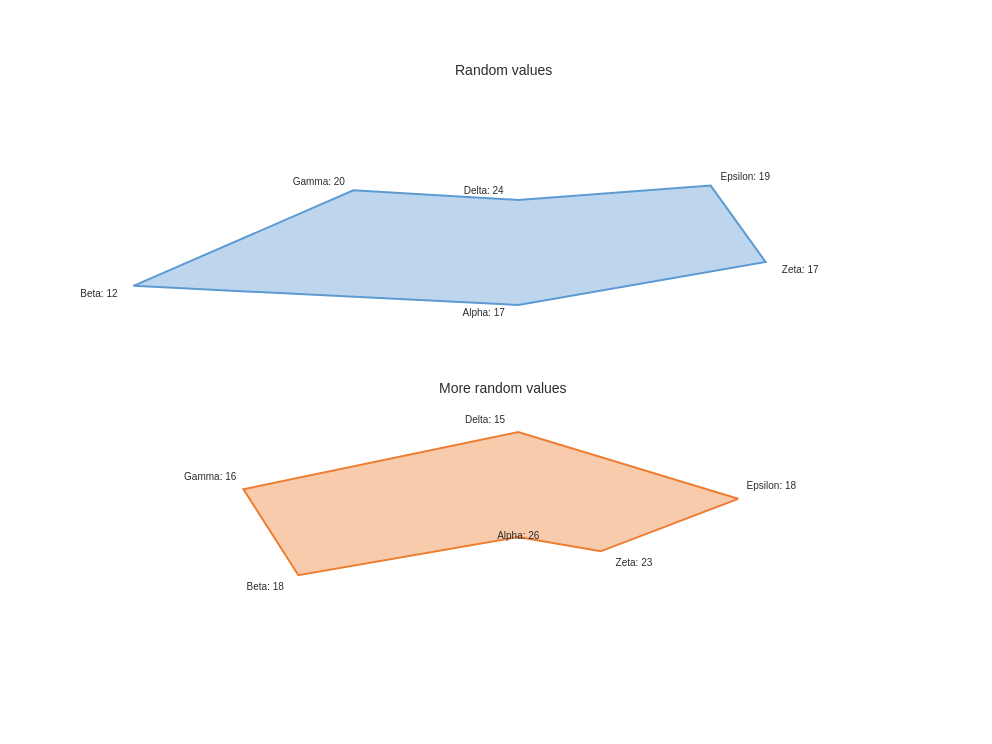 Random values
Epsilon: 19
Gamma: 20
Delta: 24
Zeta: 17
Beta: 12
Alpha: 17
More random values
Delta: 15
Gamma: 16
Epsilon: 18
Alpha: 26
Zeta: 23
Beta: 18